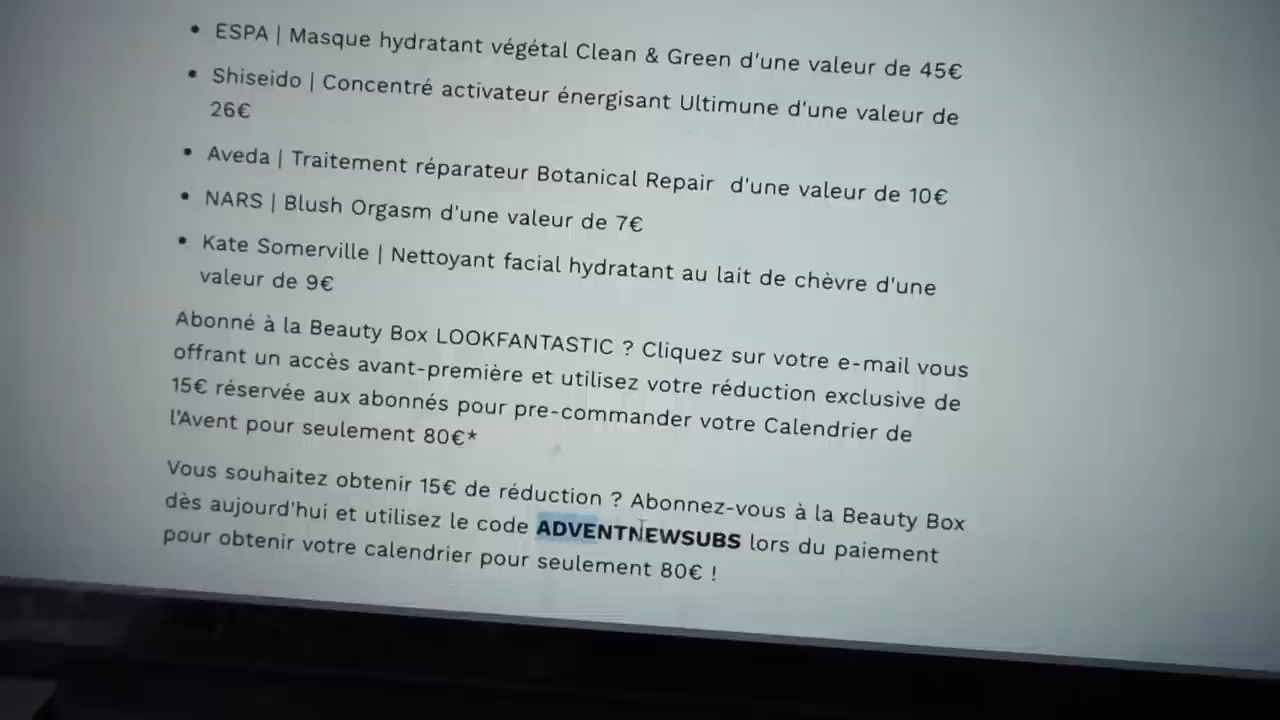 • ESPA | Masque hydratant végétal Clean & Green d'une valeur de 45€
• Shiseido | Concentré activateur énergisant Ultimune d'une valeur de
26€
• Aveda | Traitement réparateur Botanical Repair d'une valeur de 10€
• NARS | Blush Orgasm d'une valeur de 7€
• Kate Somerville | Nettoyant facial hydratant au lait de chèvre d'une
valeur de 9€
Abonné à la Beauty Box LOOKFANTASTIC ? Cliquez sur votre e-mail vous
offrant un accès avant-première et utilisez votre réduction exclusive de
15€ réservée aux abonnés pour pre-commander votre Calendrier de
l'Avent pour seulement 80€*
Vous souhaitez obtenir 15€ de réduction ? Abonnez-vous à la Beauty Box
dès aujourd'hui et utilisez le code ADVENTNEWSUBS lors du paiement
pour obtenir votre calendrier pour seulement 80€ !